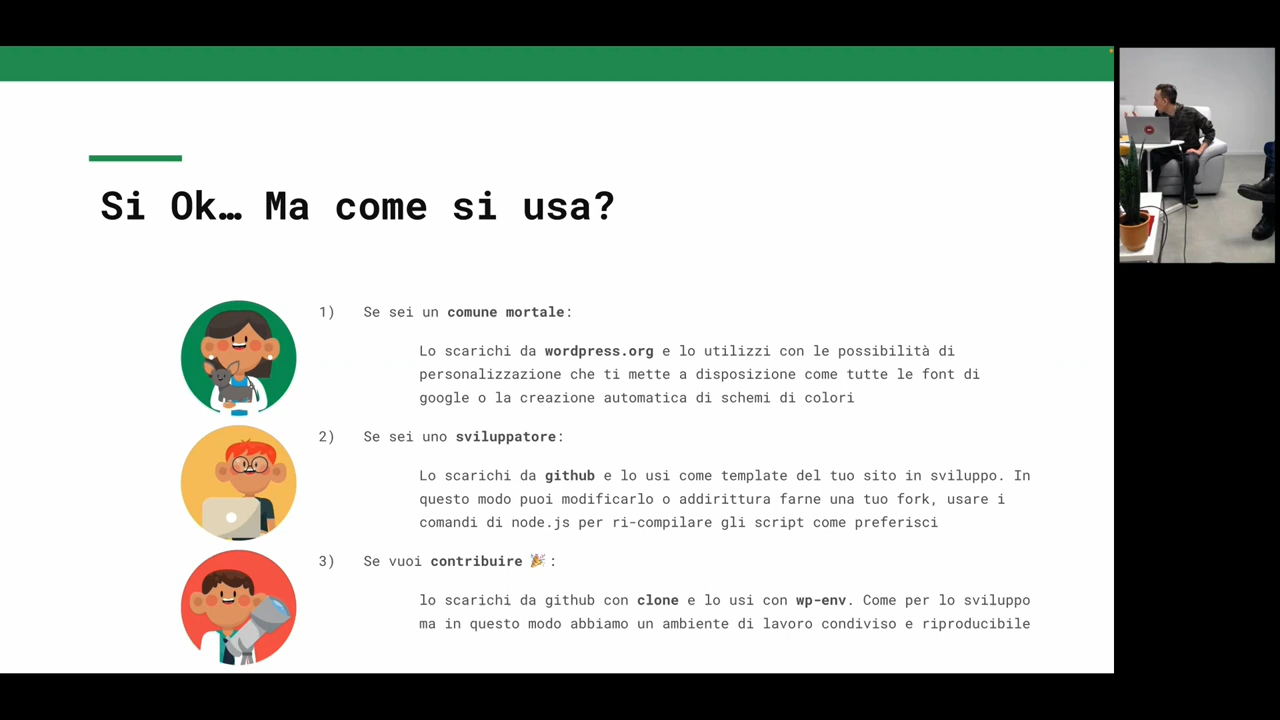 Si Ok… Ma come si usa?
1) Se sei un comune mortale:
Lo scarichi da wordpress.org e lo utilizzi con le possibilità di
personalizzazione che ti mette a disposizione come tutte le font di
google o la creazione automatica di schemi di colori
2) Se sei uno sviluppatore:
Lo scarichi da github e lo usi come template del tuo sito in sviluppo. In
questo modo puoi modificarlo o addirittura farne una tuo fork, usare i
comandi di node.js per ri-compilare gli script come preferisci
3) Se vuoi contribuire 🎉:
lo scarichi da github con clone e lo usi con wp-env. Come per lo sviluppo
ma in questo modo abbiamo un ambiente di lavoro condiviso e riproducibile